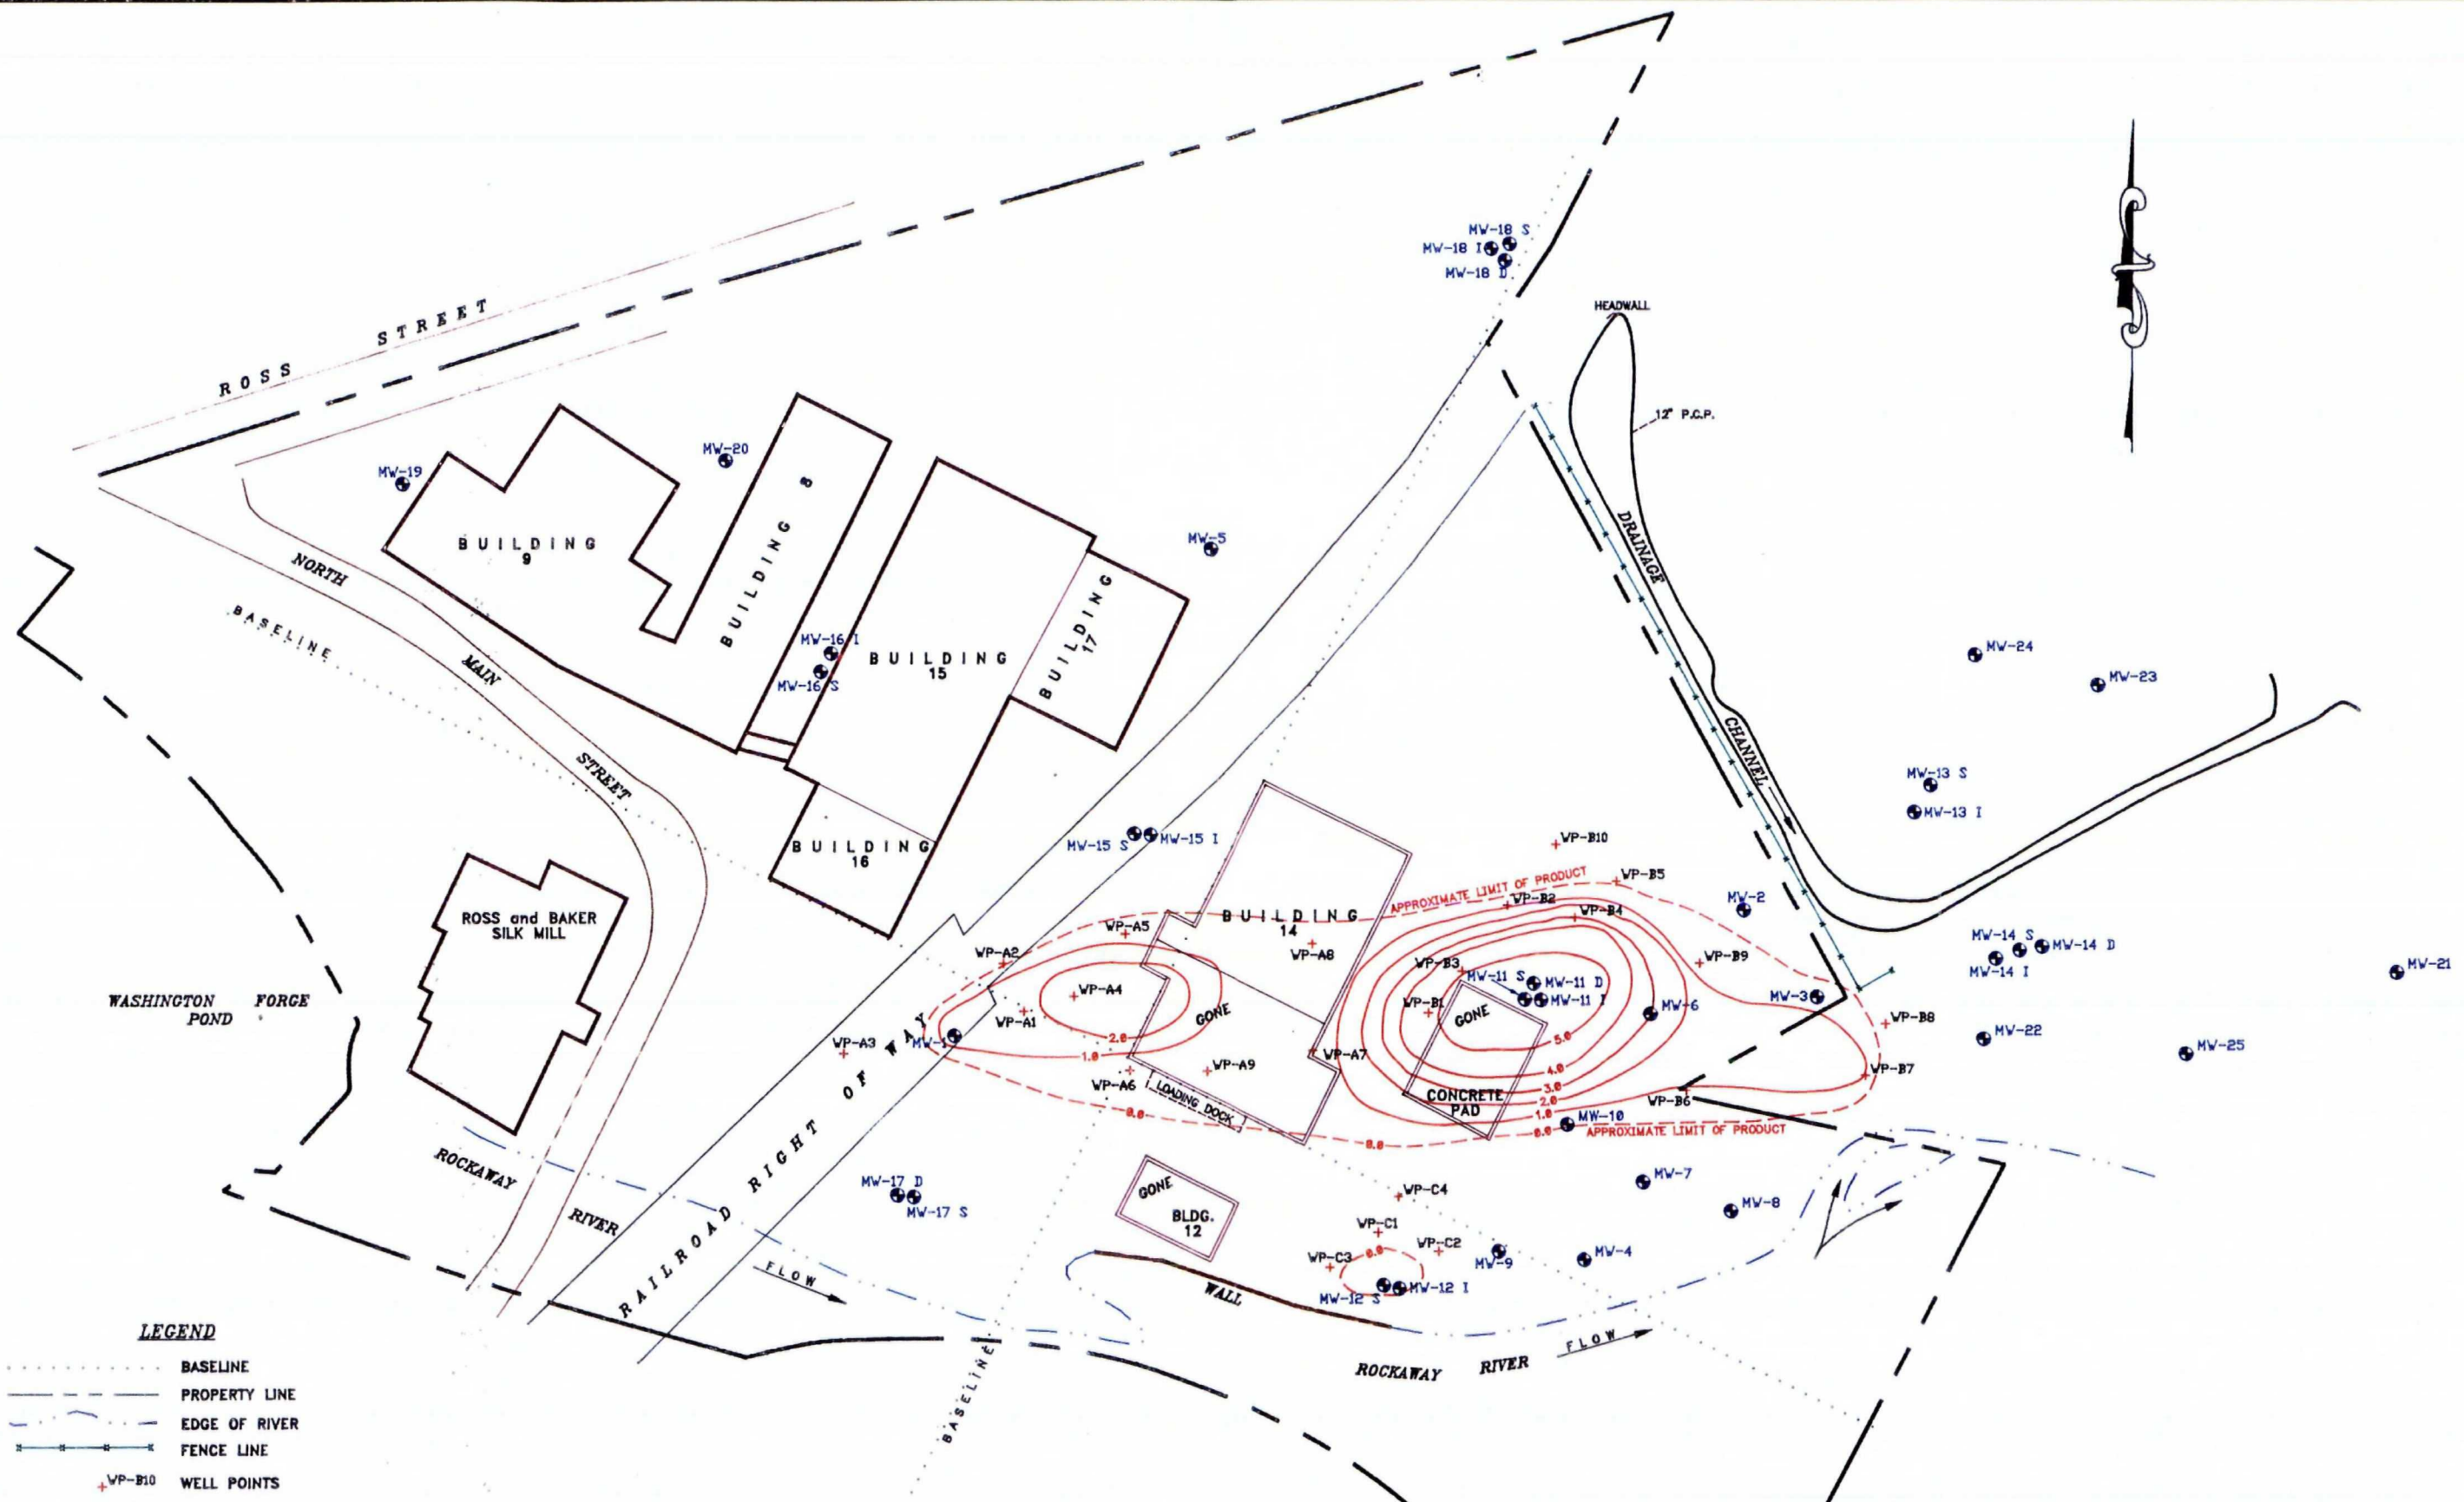 MW-18 S
MW-18 I
MW-18 D
HEADWALL
ROSS STREET
12" P.C.P.
MW-20
MW-19
BUILDING
9
BUILDING 8
MW-5
DRAINAGE
CHANNEL
NORTH
MAIN
STREET
BASELINE
MW-16 I
MW-16 S
BUILDING
15
BUILDING
17
MW-24
MW-23
MW-13 S
MW-13 I
MW-15 S
MW-15 I
BUILDING
16
WP-B10
WP-B5
APPROXIMATE LIMIT OF PRODUCT
WP-B2
WP-B4
MW-2
ROSS and BAKER
SILK MILL
WP-A5
WP-A2
BUILDING
14
WP-A8
WP-B3
WP-B9
MW-14 S
MW-14 D
MW-14 I
MW-21
MW-11 S
MW-11 D
MW-11 I
WP-A4
WP-A1
WP-B1
GONE
GONE
MW-6
MW-3
WP-B8
MW-22
MW-25
WASHINGTON FORGE
POND
WP-A3
MW-1
2.0
1.0
WP-A7
5.0
4.0
3.0
2.0
1.0
0.0
WP-A6
WP-A9
LOADING DOCK
CONCRETE
PAD
WP-B6
WP-B7
MW-10
APPROXIMATE LIMIT OF PRODUCT
0.0
0.0
RAILROAD RIGHT OF WAY
ROCKAWAY
RIVER
MW-17 D
MW-17 S
GONE
BLDG.
12
WP-C4
WP-C1
WP-C2
WP-C3
0.0
MW-7
MW-8
MW-9
MW-4
MW-12 S
MW-12 I
WALL
FLOW
FLOW
ROCKAWAY RIVER
BASELINE
LEGEND
BASELINE
PROPERTY LINE
EDGE OF RIVER
FENCE LINE
WP-B10 WELL POINTS